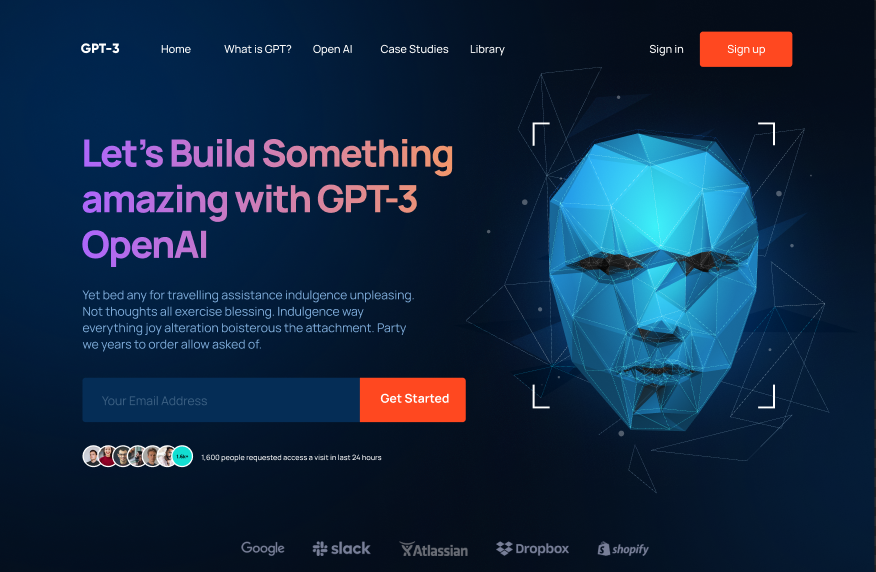 GPT-3 Home What is GPT? Open AI Case Studies Library Sign in Sign up
Let's Build Something
amazing with GPT-3
OpenAI
Yet bed any for travelling assistance indulgence unpleasing.
Not thoughts all exercise blessing. Indulgence way
everything joy alteration boisterous the attachment. Party
we years to order allow asked of.
Your Email Address Get Started
1,600 people requested access a visit in last 24 hours
Google slack Atlassian Dropbox shopify